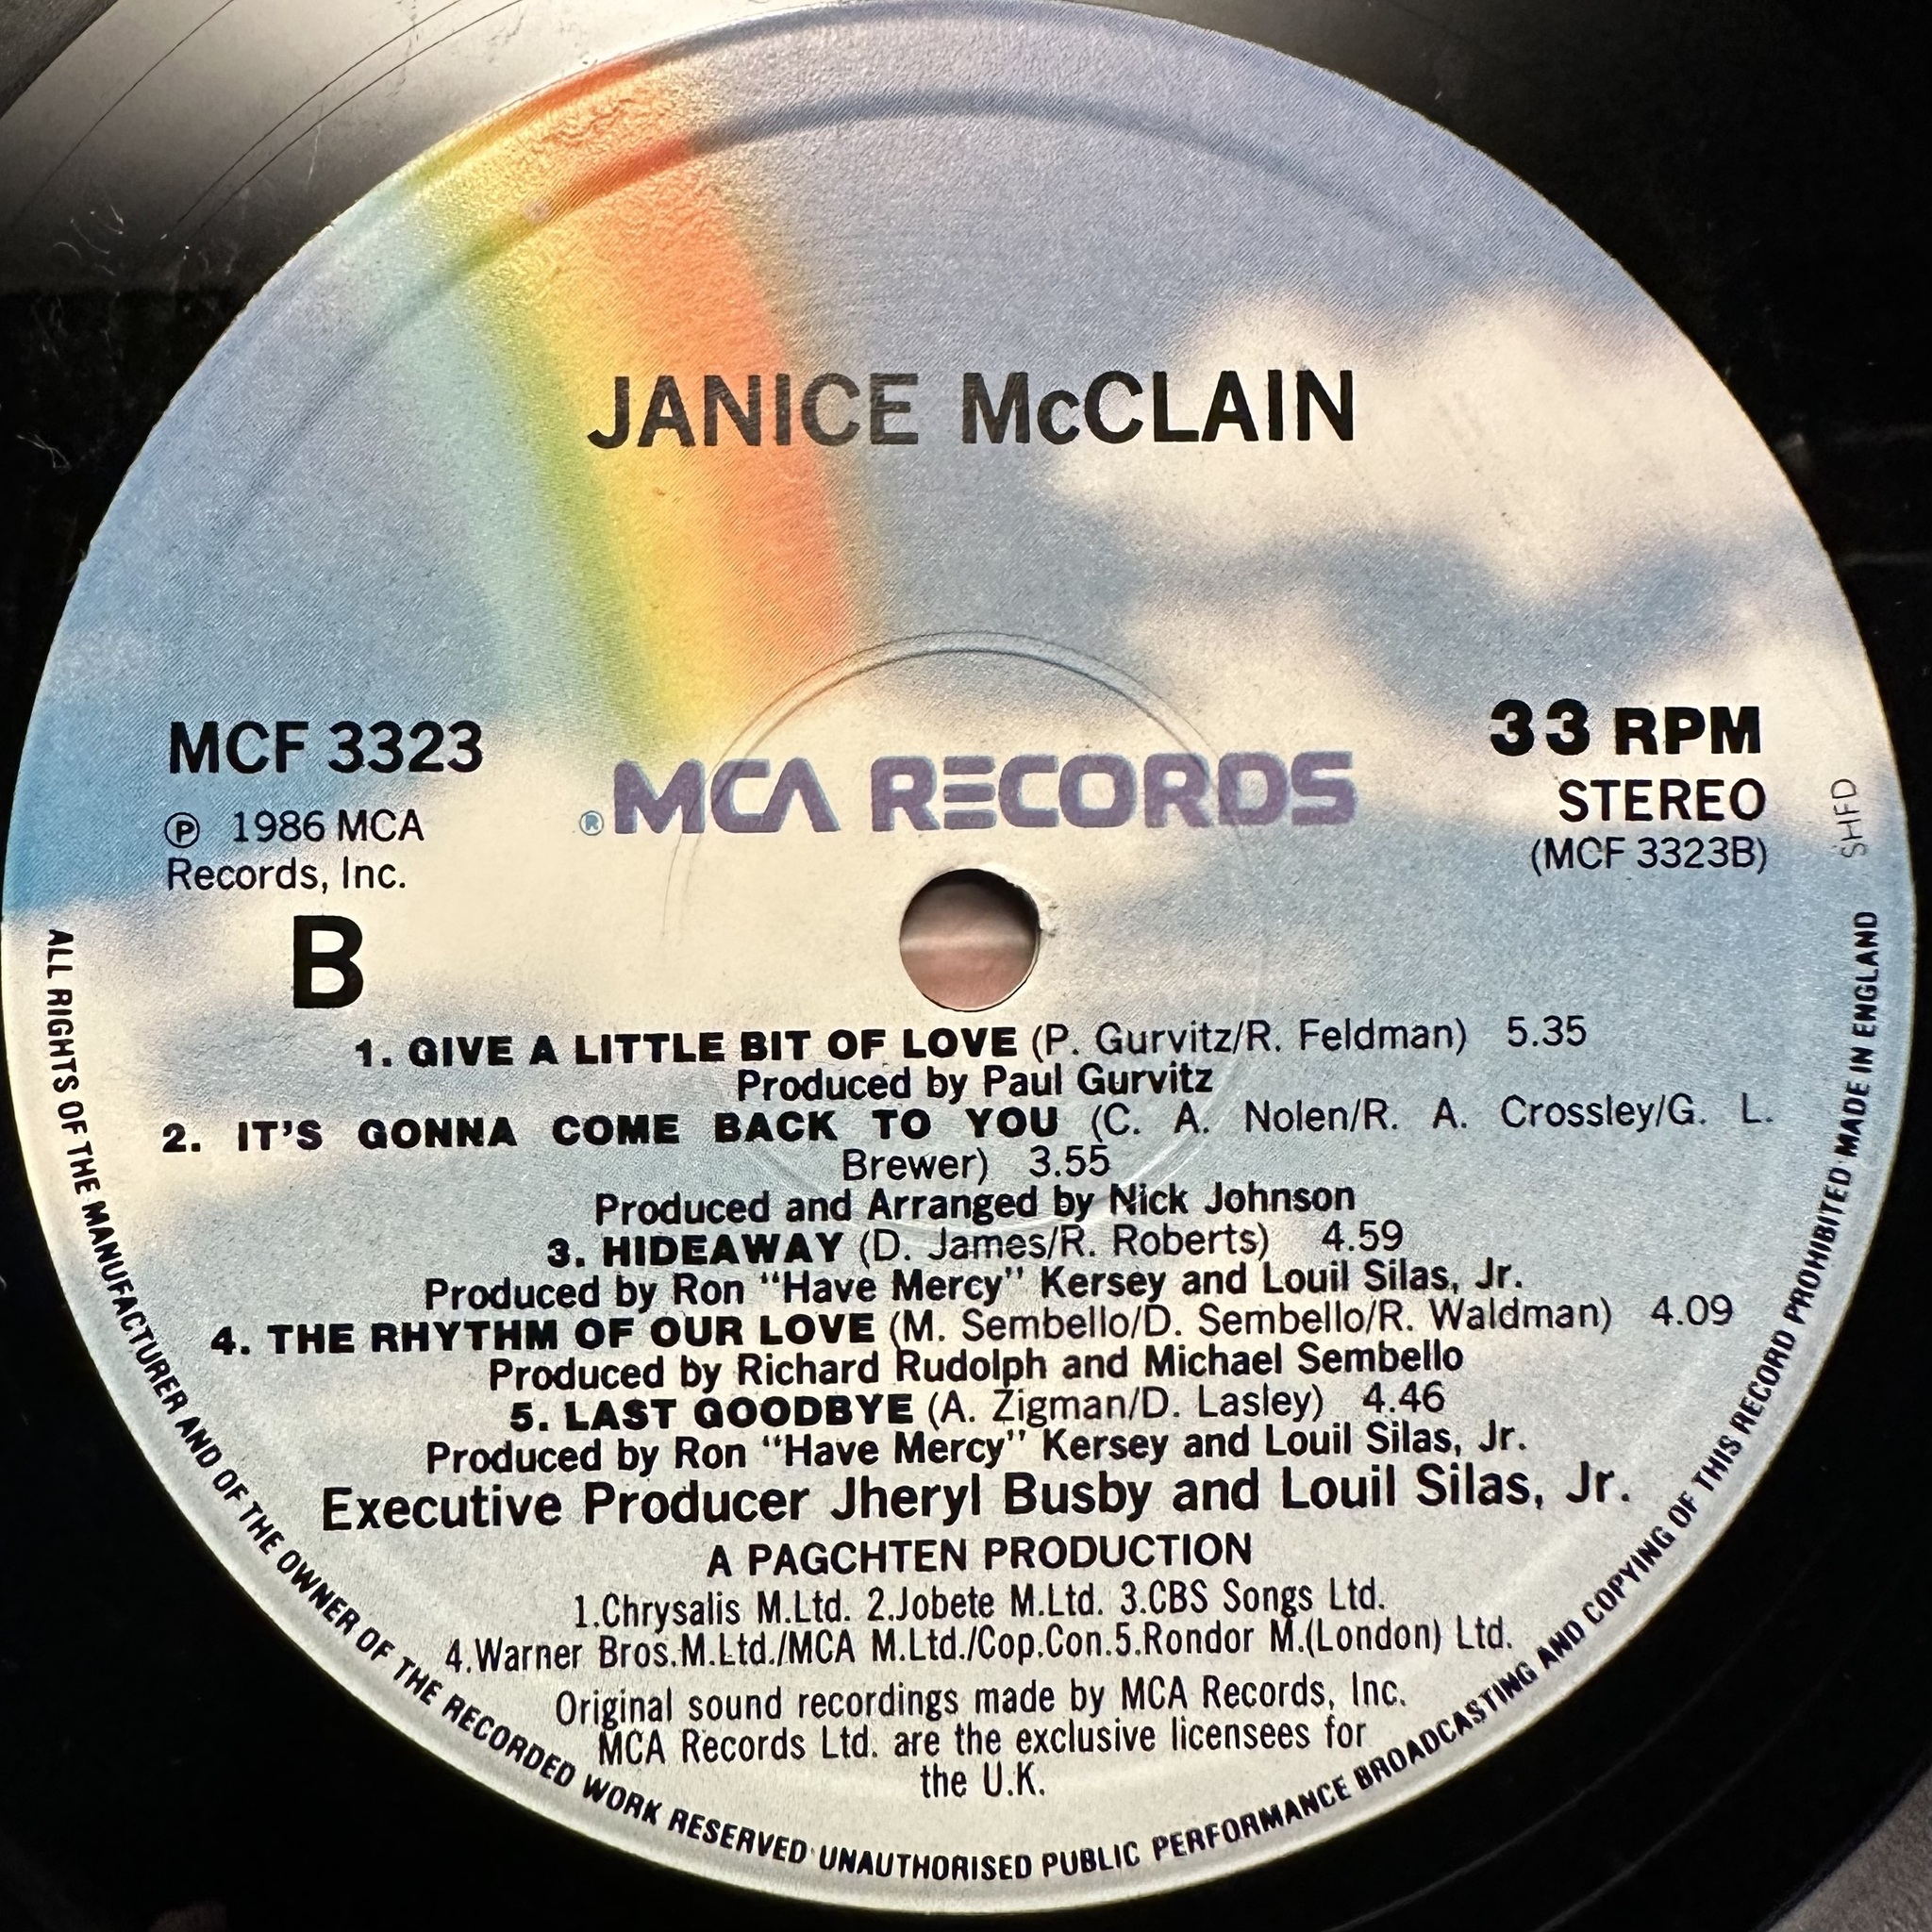 JANICE McCLAIN
MCF 3323
℗ 1986 MCA
Records, Inc.
B
®MCA RECORDS
33 RPM
STEREO
(MCF 3323B)
SHFD
1. GIVE A LITTLE BIT OF LOVE (P. Gurvitz/R. Feldman) 5.35
Produced by Paul Gurvitz
2. IT'S GONNA COME BACK TO YOU (C. A. Nolen/R. A. Crossley/G. L.
Brewer) 3.55
Produced and Arranged by Nick Johnson
3. HIDEAWAY (D. James/R. Roberts) 4.59
Produced by Ron "Have Mercy" Kersey and Louil Silas, Jr.
4. THE RHYTHM OF OUR LOVE (M. Sembello/D. Sembello/R. Waldman) 4.09
Produced by Richard Rudolph and Michael Sembello
5. LAST GOODBYE (A. Zigman/D. Lasley) 4.46
Produced by Ron "Have Mercy" Kersey and Louil Silas, Jr.
Executive Producer Jheryl Busby and Louil Silas, Jr.
A PAGCHTEN PRODUCTION
1.Chrysalis M.Ltd. 2.Jobete M.Ltd. 3.CBS Songs Ltd.
4.Warner Bros.M.Ltd./MCA M.Ltd./Cop.Con.5.Rondor M.(London) Ltd.
Original sound recordings made by MCA Records, Inc.
MCA Records Ltd. are the exclusive licensees for
the U.K.
ALL RIGHTS OF THE MANUFACTURER AND OF THE OWNER OF THE RECORDED WORK RESERVED·UNAUTHORISED PUBLIC PERFORMANCE BROADCASTING AND COPYING OF THIS RECORD PROHIBITED·MADE IN ENGLAND